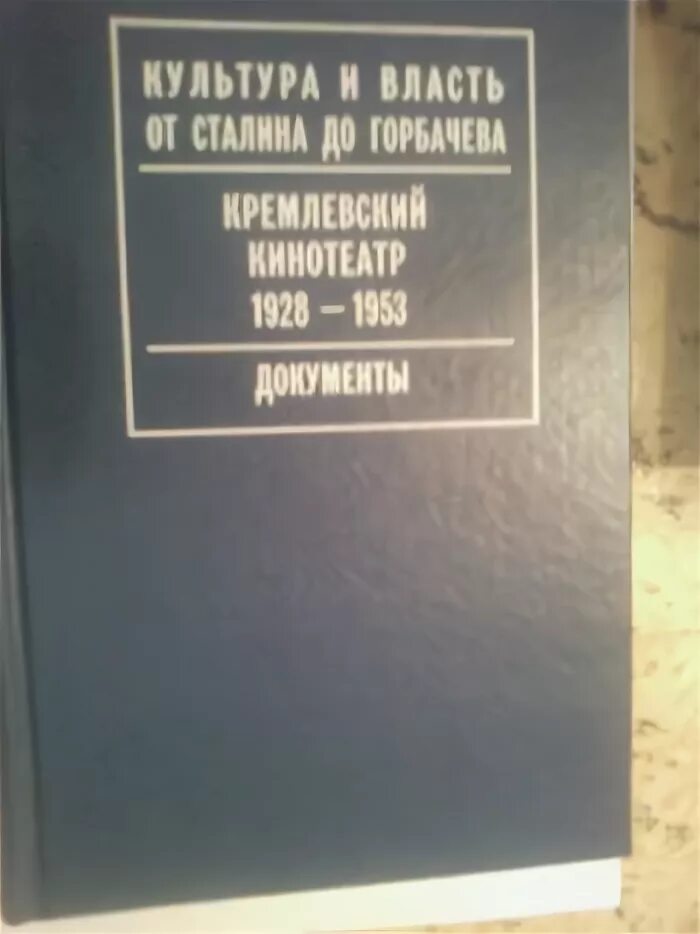 КУЛЬТУРА И ВЛАСТЬ
ОТ СТАЛИНА ДО ГОРБАЧЕВА
КРЕМЛЕВСКИЙ
КИНОТЕАТР
1928 – 1953
ДОКУМЕНТЫ